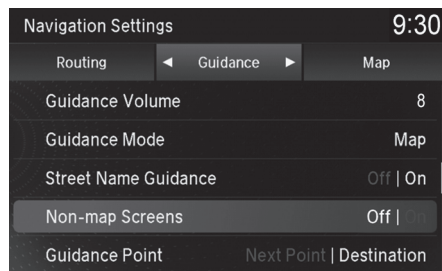 Navigation Settings 9:30
Routing ◄ Guidance ► Map
Guidance Volume 8
Guidance Mode Map
Street Name Guidance Off | On
Non-map Screens Off | On
Guidance Point Next Point | Destination